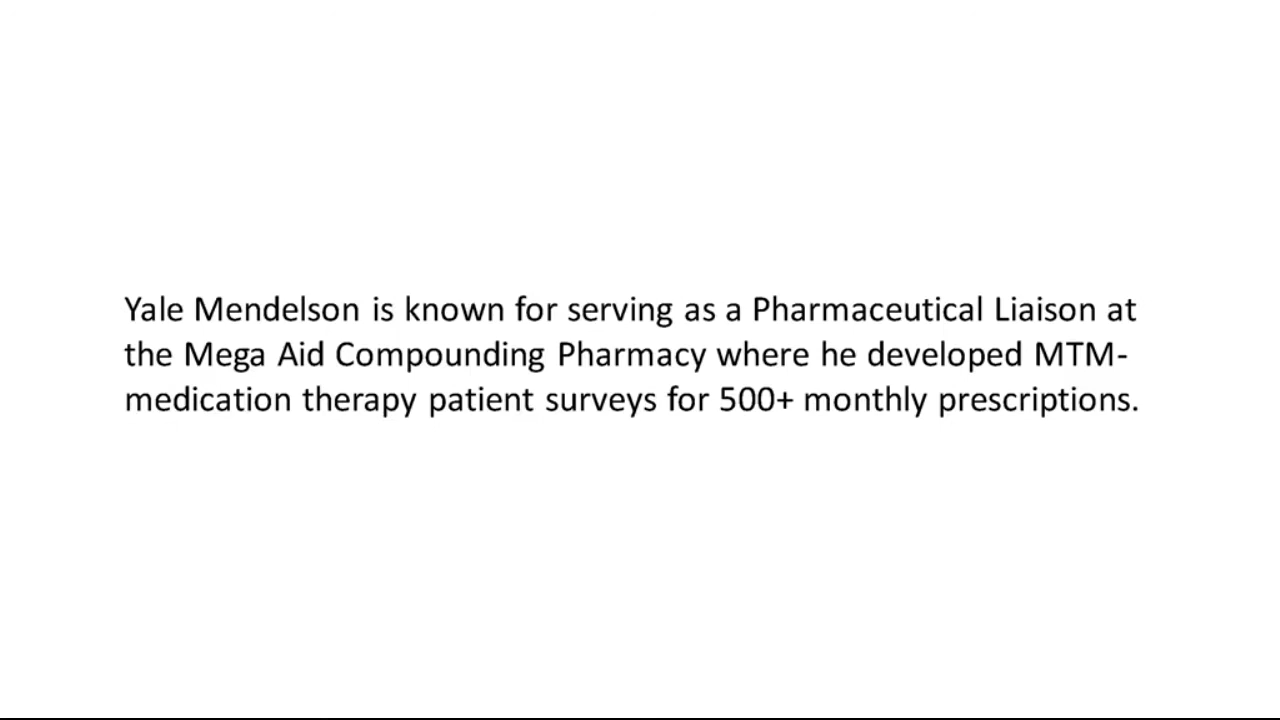 Yale Mendelson is known for serving as a Pharmaceutical Liaison at
the Mega Aid Compounding Pharmacy where he developed MTM-
medication therapy patient surveys for 500+ monthly prescriptions.